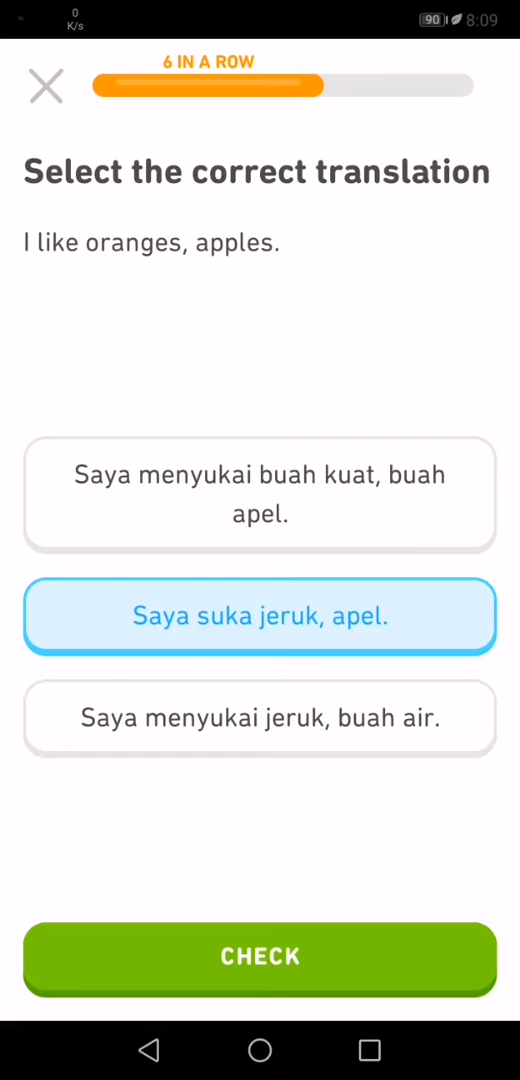 0
K/s
90
8:09
6 IN A ROW
Select the correct translation
I like oranges, apples.
Saya menyukai buah kuat, buah
apel.
Saya suka jeruk, apel.
Saya menyukai jeruk, buah air.
CHECK